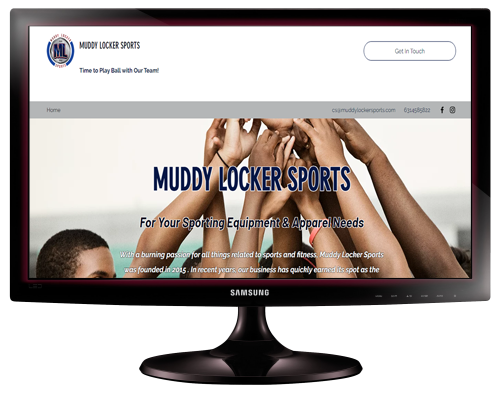 MUDDY LOCKER SPORTS
Time to Play Ball with Our Team!
Get In Touch
ML
Home
cs@muddylockersports.com
6314585822
MUDDY LOCKER SPORTS
For Your Sporting Equipment & Apparel Needs
With a burning passion for all things related to sports and fitness, Muddy Locker Sports
was founded in 2015 . In recent years, our business has quickly earned its spot as the
SAMSUNG